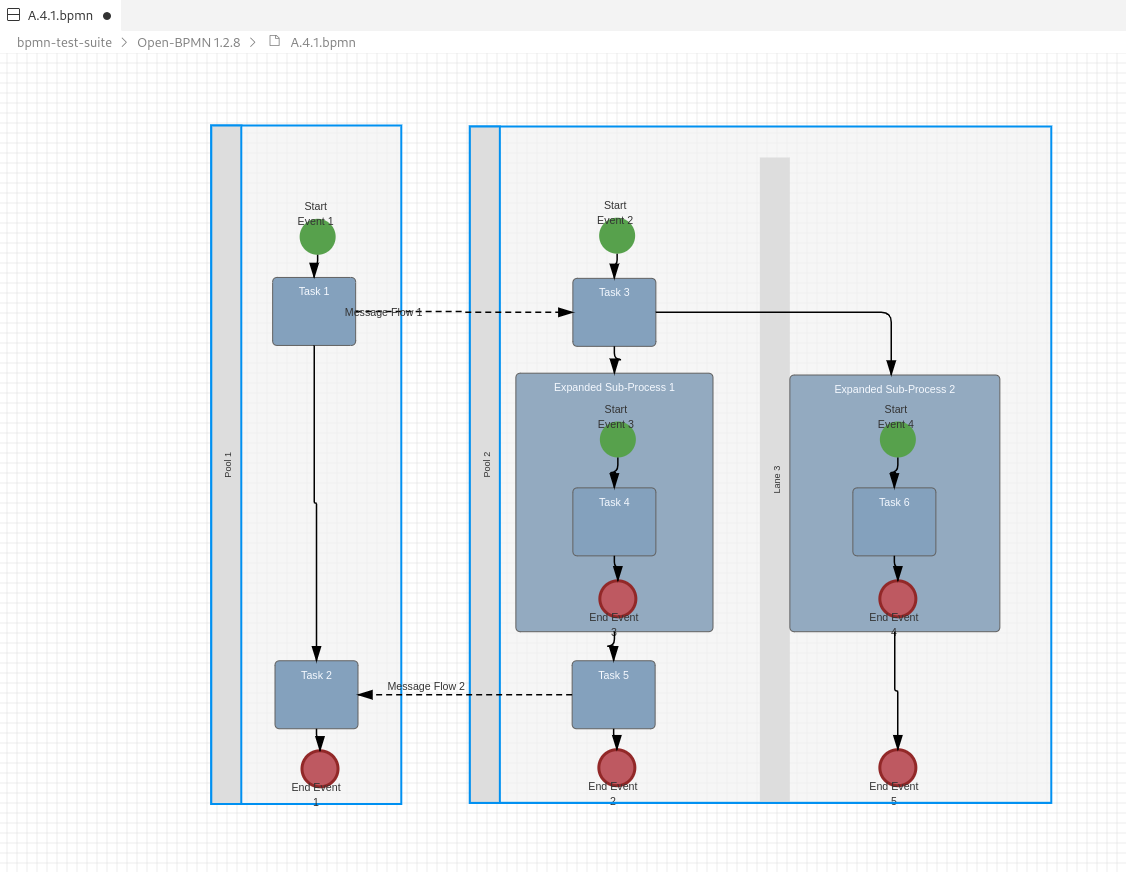 A.4.1.bpmn
bpmn-test-suite > Open-BPMN 1.2.8 > A.4.1.bpmn
Start
Event 1
Task 1
Message Flow 1
Pool 1
Task 2
Message Flow 2
End Event
1
Start
Event 2
Task 3
Pool 2
Expanded Sub-Process 1
Start
Event 3
Task 4
End Event
3
Task 5
End Event
2
Lane 3
Expanded Sub-Process 2
Start
Event 4
Task 6
End Event
4
End Event
5